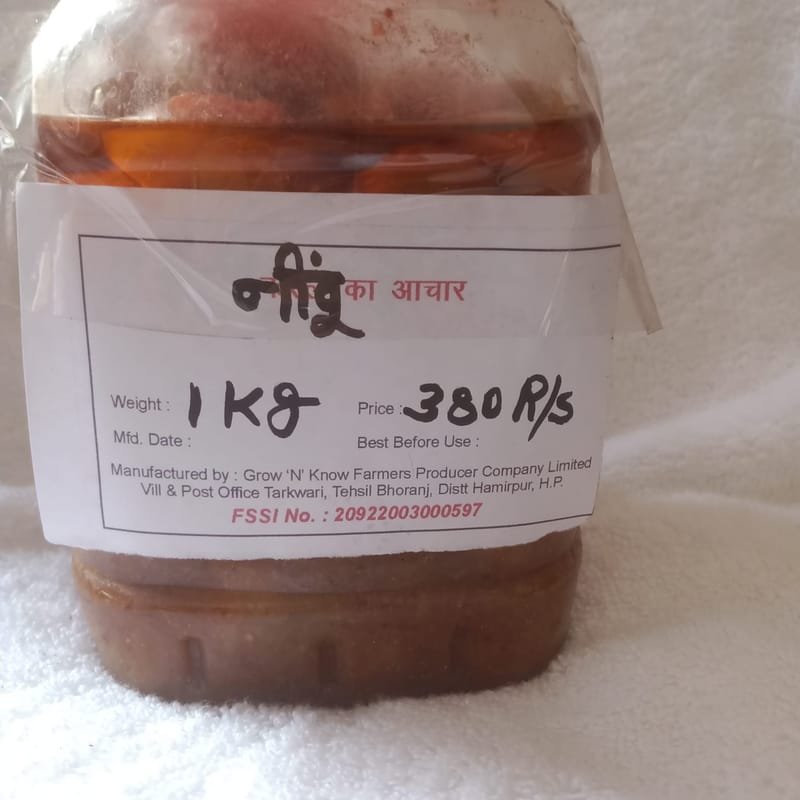 नींबू का आचार
Weight : 1 Kg Price : 380 R/s
Mfd. Date : Best Before Use :
Manufactured by : Grow 'N' Know Farmers Producer Company Limited
Vill & Post Office Tarkwari, Tehsil Bhoranj, Distt Hamirpur, H.P.
FSSI No. : 20922003000597